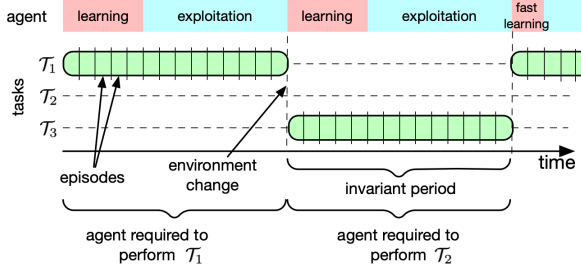 agent learning exploitation learning exploitation fast learning
tasks
T1
T2
T3
time
episodes
environment change
invariant period
agent required to perform T1
agent required to perform T2